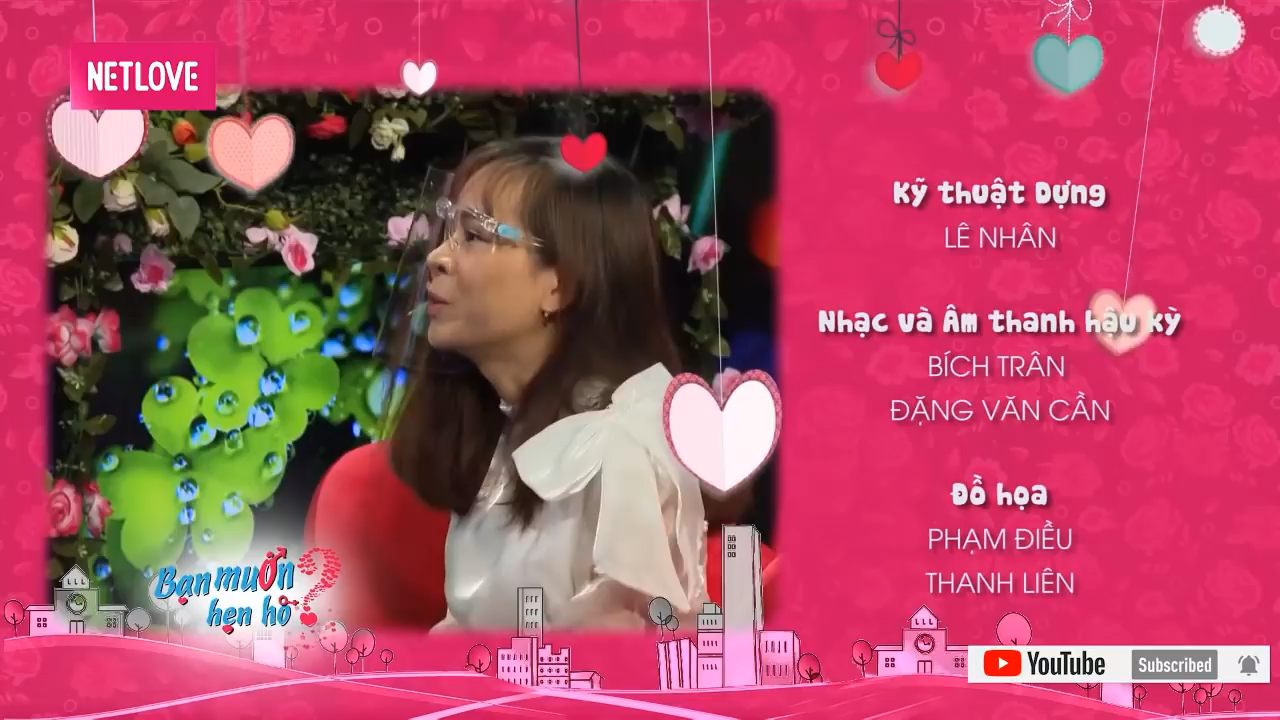 NETLOVE
Kỹ thuật Dựng
LÊ NHÂN
Nhạc và Âm thanh hậu kỳ
BÍCH TRÂN
ĐẶNG VĂN CẦN
Đồ họa
PHẠM ĐIỀU
THANH LIÊN
Bạn muốn
hẹn hò
YouTube Subscribed